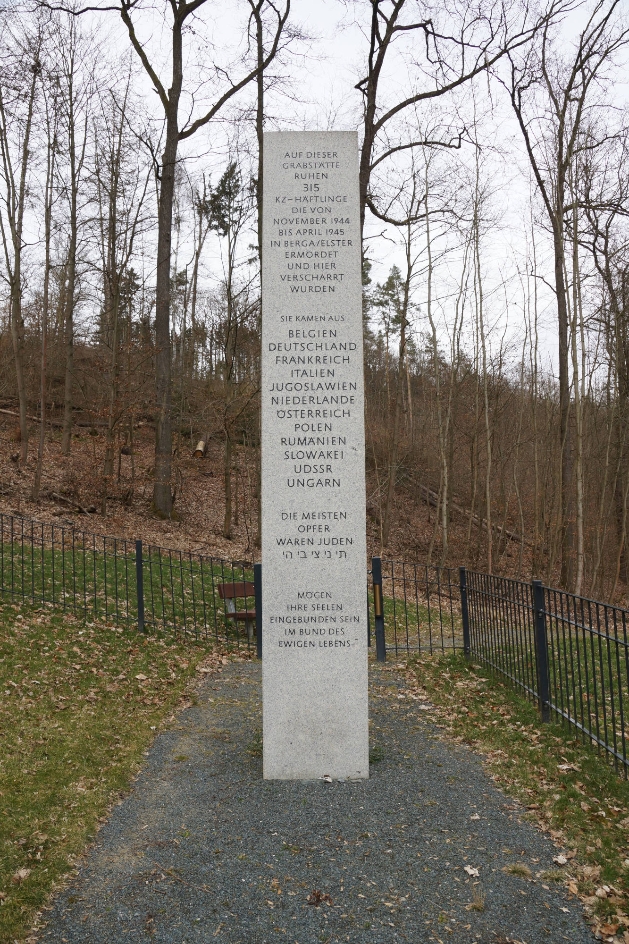 AUF DIESER
GRABSTÄTTE
RUHEN
315
KZ-HÄFTLINGE
DIE VON
NOVEMBER 1944
BIS APRIL 1945
IN BERGA/ELSTER
ERMORDET
UND HIER
VERSCHARRT
WURDEN
SIE KAMEN AUS
BELGIEN
DEUTSCHLAND
FRANKREICH
ITALIEN
JUGOSLAWIEN
NIEDERLANDE
ÖSTERREICH
POLEN
RUMÄNIEN
SLOWAKEI
UDSSR
UNGARN
DIE MEISTEN
OPFER
WAREN JUDEN
ת׳ נ׳ צ׳ ב׳ ה׳
MÖGEN
IHRE SEELEN
EINGEBUNDEN SEIN
IM BUND DES
EWIGEN LEBENS